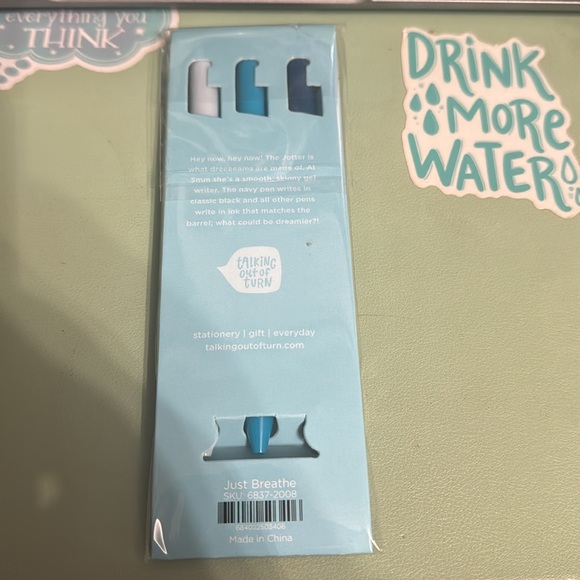 everything you
THINK
DRINK
MORE
WATER
Hey now, hey now! The Jotter is
what dreabeams are made of. At
5mm she's a smooth, skinny gel
writer. The navy pen writes in
classic black and all other pens
write in ink that matches the
barrel; what could be dreamier?!
talking
out of
turn
stationery | gift | everyday
talkingoutofturn.com
Just Breathe
SKU: 6837-2008
Made in China